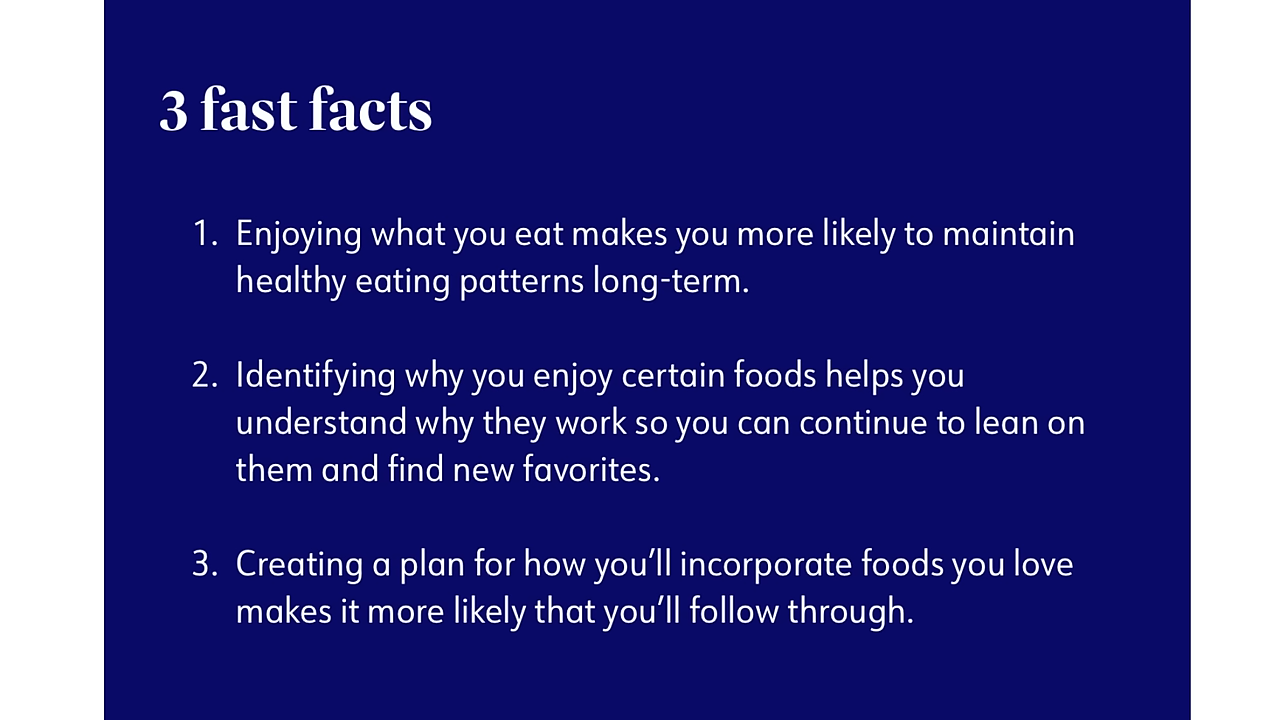 3 fast facts
1. Enjoying what you eat makes you more likely to maintain
healthy eating patterns long-term.
2. Identifying why you enjoy certain foods helps you
understand why they work so you can continue to lean on
them and find new favorites.
3. Creating a plan for how you’ll incorporate foods you love
makes it more likely that you’ll follow through.